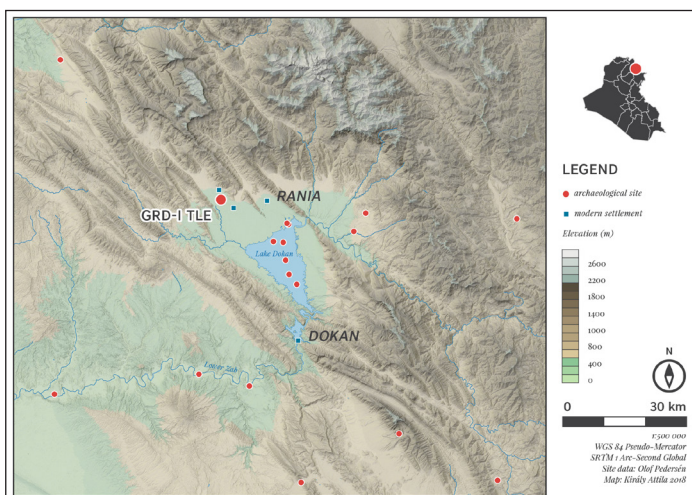 RANIA
GRD-I TLE
Lake Dokan
DOKAN
Lower Zab
LEGEND
archaeological site
modern settlement
Elevation (m)
2600
2200
1800
1400
1000
800
400
0
N
0 30 km
1:500 000
WGS 84 Pseudo-Mercator
SRTM 1 Arc-Second Global
Site data: Olof Pedersén
Map: Király Attila 2018